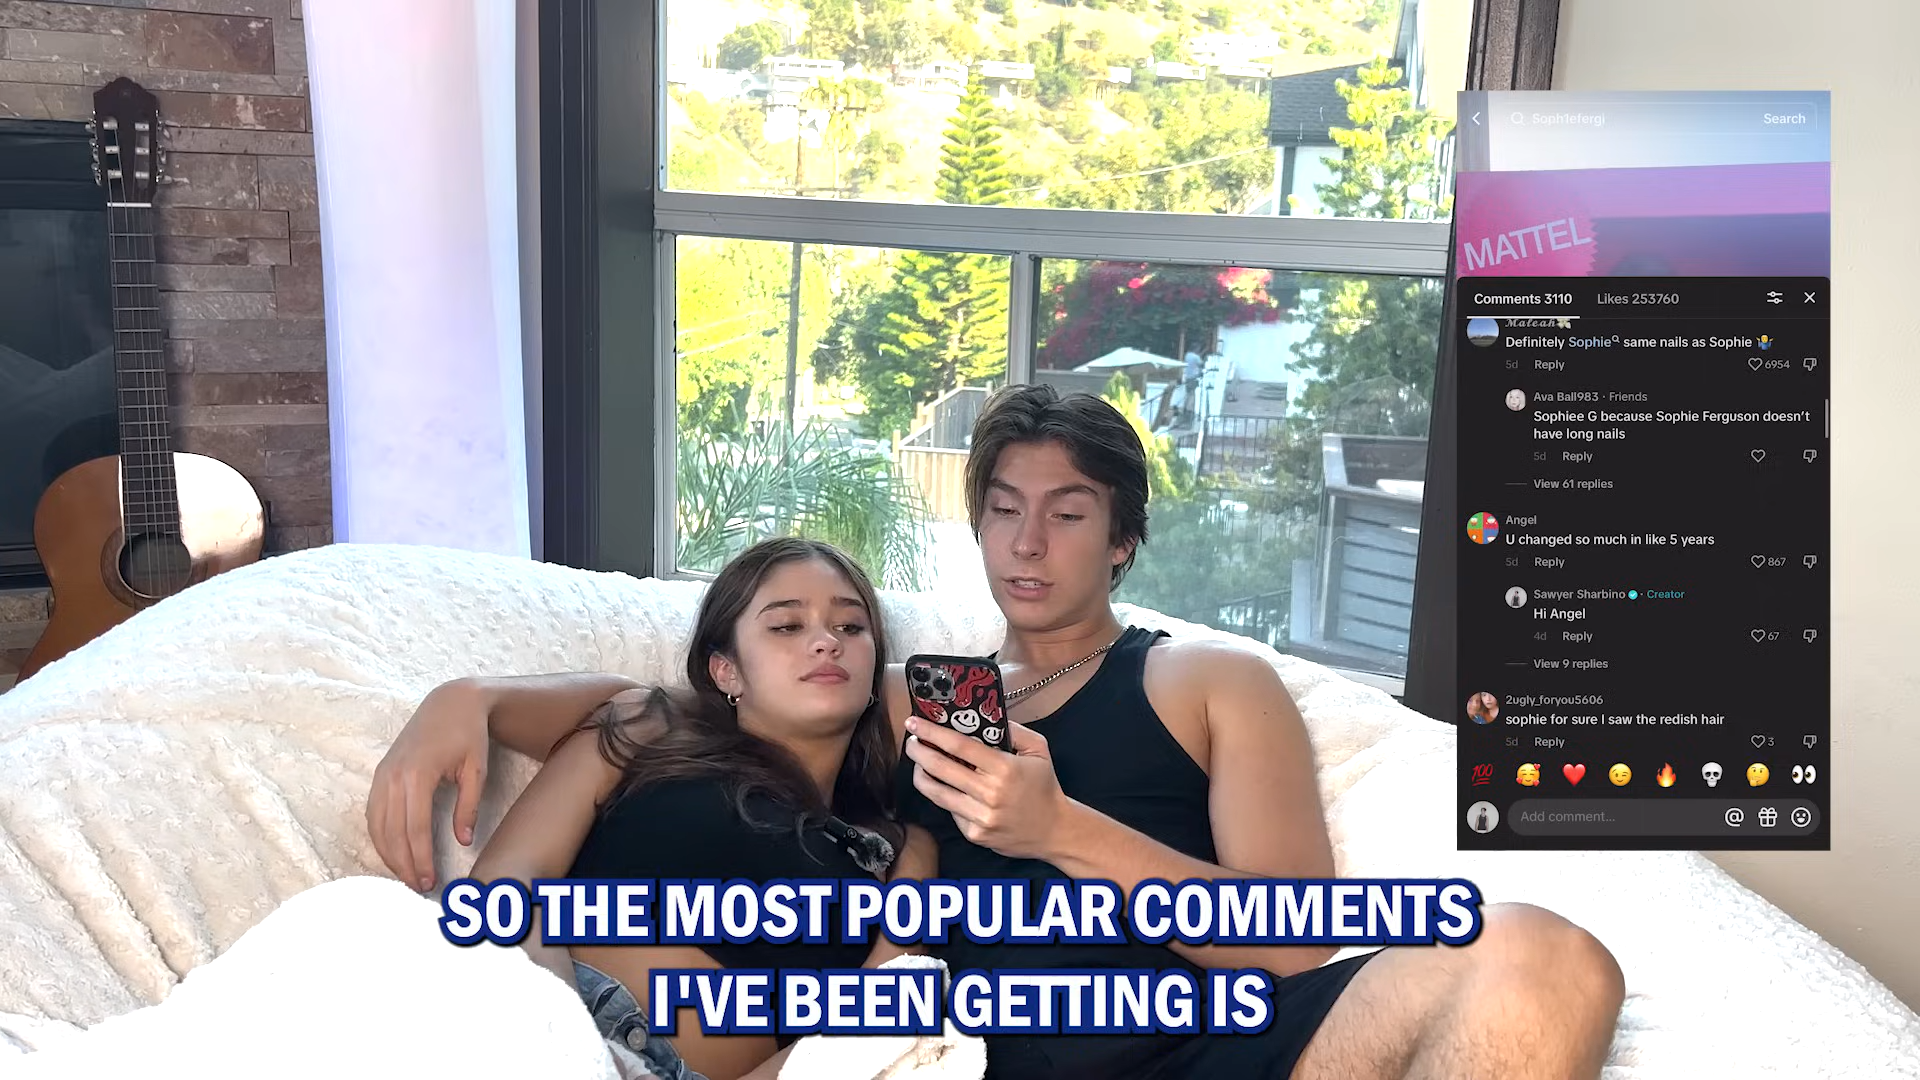 Soph1efergi
Search
MATTEL
Comments 3110
Likes 253760
Maleah
Definitely Sophie same nails as Sophie 🤷‍♂️
5d Reply 6954
Ava Ball983 · Friends
Sophiee G because Sophie Ferguson doesn't
have long nails
5d Reply
View 61 replies
Angel
U changed so much in like 5 years
5d Reply 867
Sawyer Sharbino · Creator
Hi Angel
4d Reply 67
View 9 replies
2ugly_foryou5606
sophie for sure I saw the redish hair
5d Reply 3
💯 🥰 ❤️ 😉 🔥 💀 🤔 👀
Add comment...
@
SO THE MOST POPULAR COMMENTS
I'VE BEEN GETTING IS